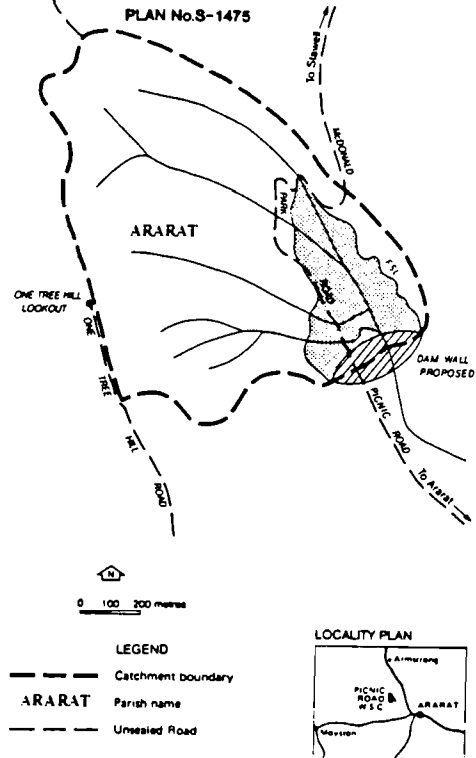 PLAN No.S-1475
To Stawell
McDONALD
PARK
ROAD
ARARAT
FSL
ONE TREE HILL
LOOKOUT
ONE
TREE
HILL
ROAD
DAM WALL
PROPOSED
PICNIC
ROAD
To Ararat
N
0 100 200 metres
LEGEND
Catchment boundary
ARARAT Parish name
Unsealed Road
LOCALITY PLAN
Armstrong
PICNIC
ROAD
W S C
ARARAT
Moyston